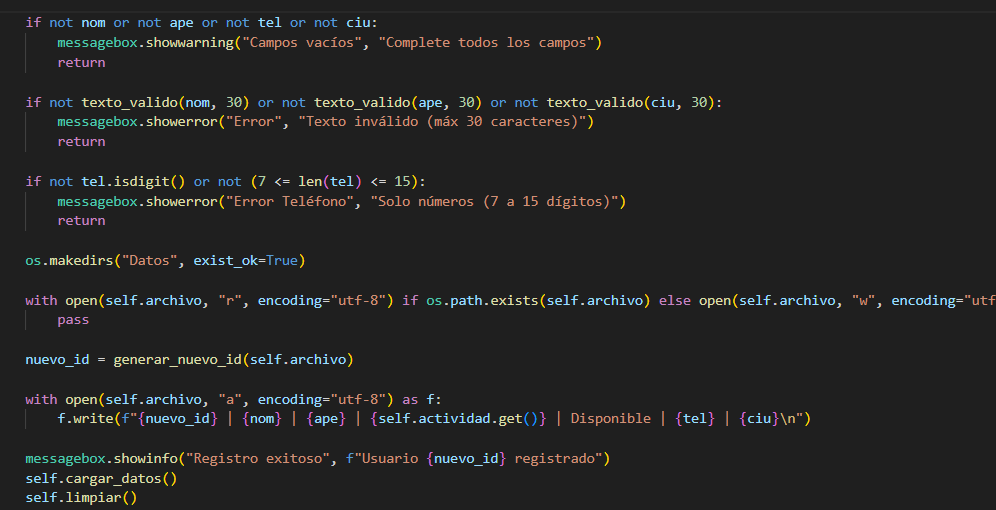 if not nom or not ape or not tel or not ciu:
    messagebox.showwarning("Campos vacíos", "Complete todos los campos")
    return

if not texto_valido(nom, 30) or not texto_valido(ape, 30) or not texto_valido(ciu, 30):
    messagebox.showerror("Error", "Texto inválido (máx 30 caracteres)")
    return

if not tel.isdigit() or not (7 <= len(tel) <= 15):
    messagebox.showerror("Error Teléfono", "Solo números (7 a 15 dígitos)")
    return

os.makedirs("Datos", exist_ok=True)

with open(self.archivo, "r", encoding="utf-8") if os.path.exists(self.archivo) else open(self.archivo, "w", encoding="utf
    pass

nuevo_id = generar_nuevo_id(self.archivo)

with open(self.archivo, "a", encoding="utf-8") as f:
    f.write(f"{nuevo_id} | {nom} | {ape} | {self.actividad.get()} | Disponible | {tel} | {ciu}\n")

messagebox.showinfo("Registro exitoso", f"Usuario {nuevo_id} registrado")
self.cargar_datos()
self.limpiar()